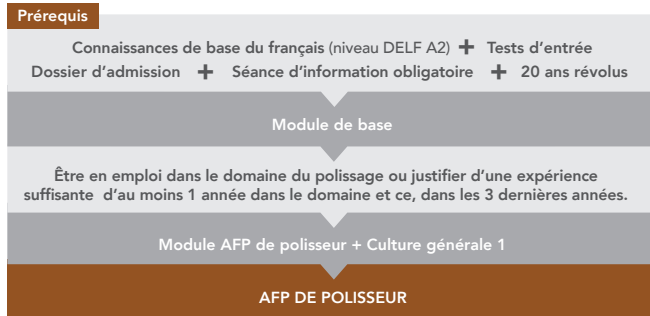 Prérequis
Connaissances de base du français (niveau DELF A2) + Tests d'entrée
Dossier d'admission + Séance d'information obligatoire + 20 ans révolus
Module de base
Être en emploi dans le domaine du polissage ou justifier d'une expérience
suffisante d'au moins 1 année dans le domaine et ce, dans les 3 dernières années.
Module AFP de polisseur + Culture générale 1
AFP DE POLISSEUR